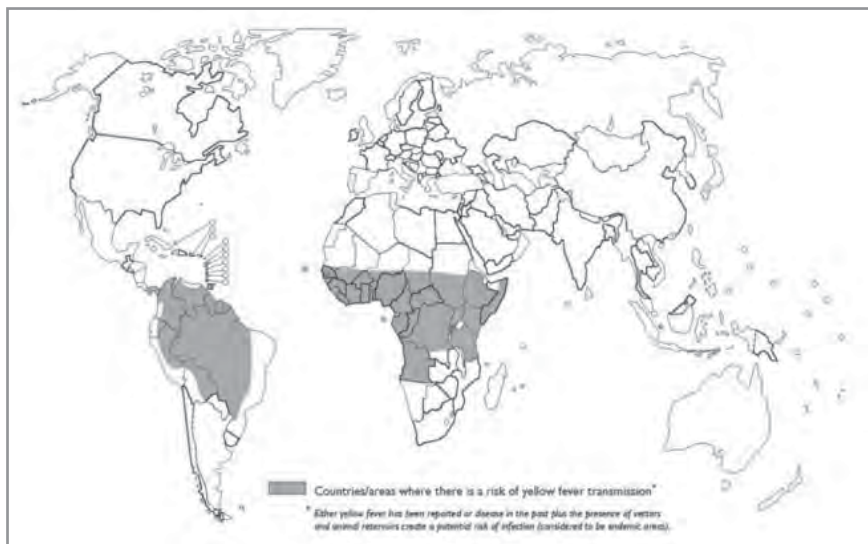 Countries/areas where there is a risk of yellow fever transmission*
* Either yellow fever has been reported or disease in the past plus the presence of vectors
and animal reservoirs create a potential risk of infection (considered to be endemic areas).